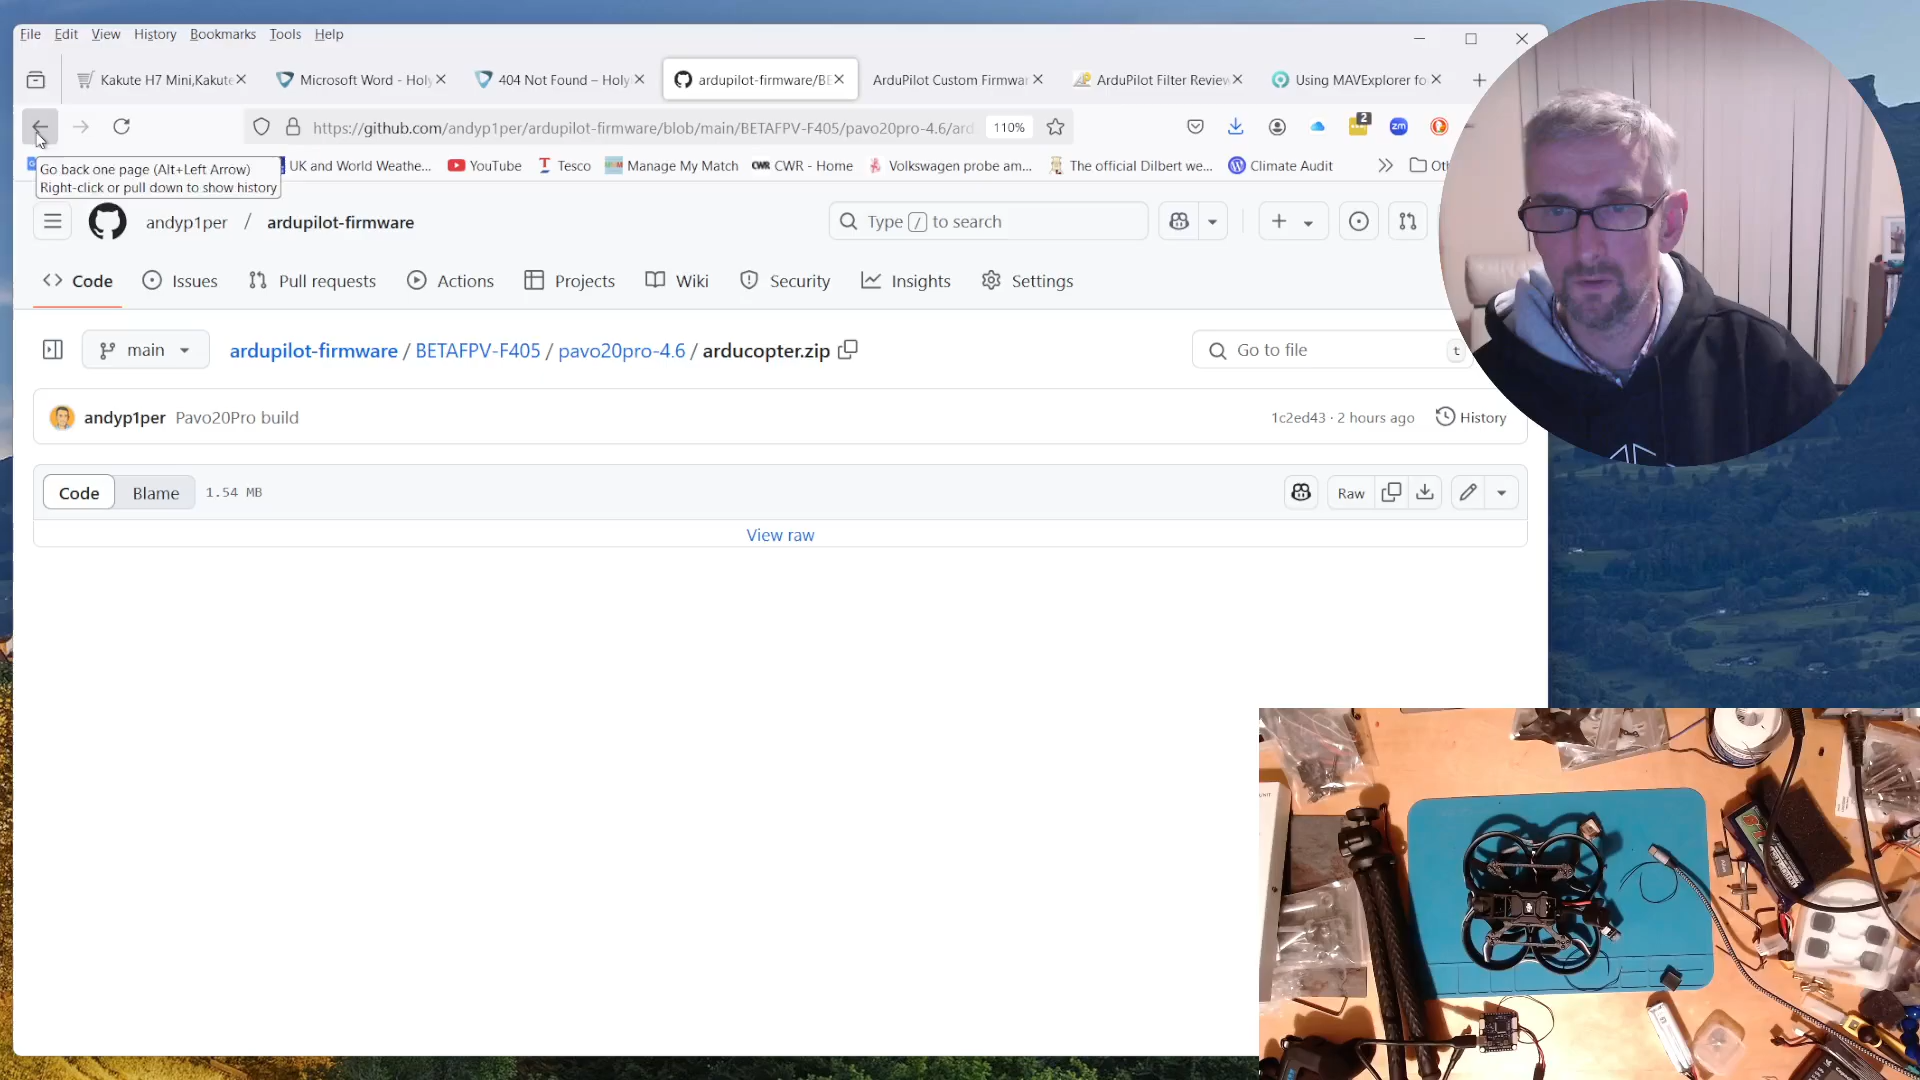 File Edit View History Bookmarks Tools Help
Kakute H7 Mini,Kakute Microsoft Word - Holy 404 Not Found – Holy ardupilot-firmware/BE ArduPilot Custom Firmwar ArduPilot Filter Review Using MAVExplorer fo
https://github.com/andyp1per/ardupilot-firmware/blob/main/BETAFPV-F405/pavo20pro-4.6/ard 110% 2 zm
UK and World Weathe... YouTube Tesco Manage My Match CWR CWR - Home Volkswagen probe am... The official Dilbert we... Climate Audit
Go back one page (Alt+Left Arrow)
Right-click or pull down to show history
andyp1per / ardupilot-firmware Type / to search
Code Issues Pull requests Actions Projects Wiki Security Insights Settings
main ardupilot-firmware / BETAFPV-F405 / pavo20pro-4.6 / arducopter.zip Go to file t
andyp1per Pavo20Pro build 1c2ed43 · 2 hours ago History
Code Blame 1.54 MB Raw
View raw